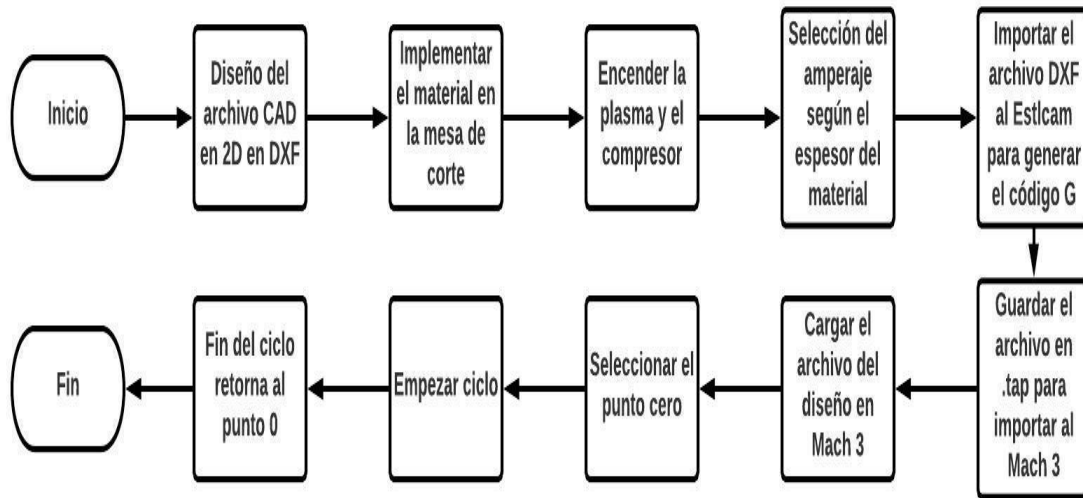 Inicio
Diseño del
archivo CAD
en 2D en DXF
Implementar
el material en
la mesa de
corte
Encender la
plasma y el
compresor
Selección del
amperaje
según el
espesor del
material
Importar el
archivo DXF
al Estlcam
para generar
el código G
Guardar el
archivo en
.tap para
importar al
Mach 3
Cargar el
archivo del
diseño en
Mach 3
Seleccionar el
punto cero
Empezar ciclo
Fin del ciclo
retorna al
punto 0
Fin